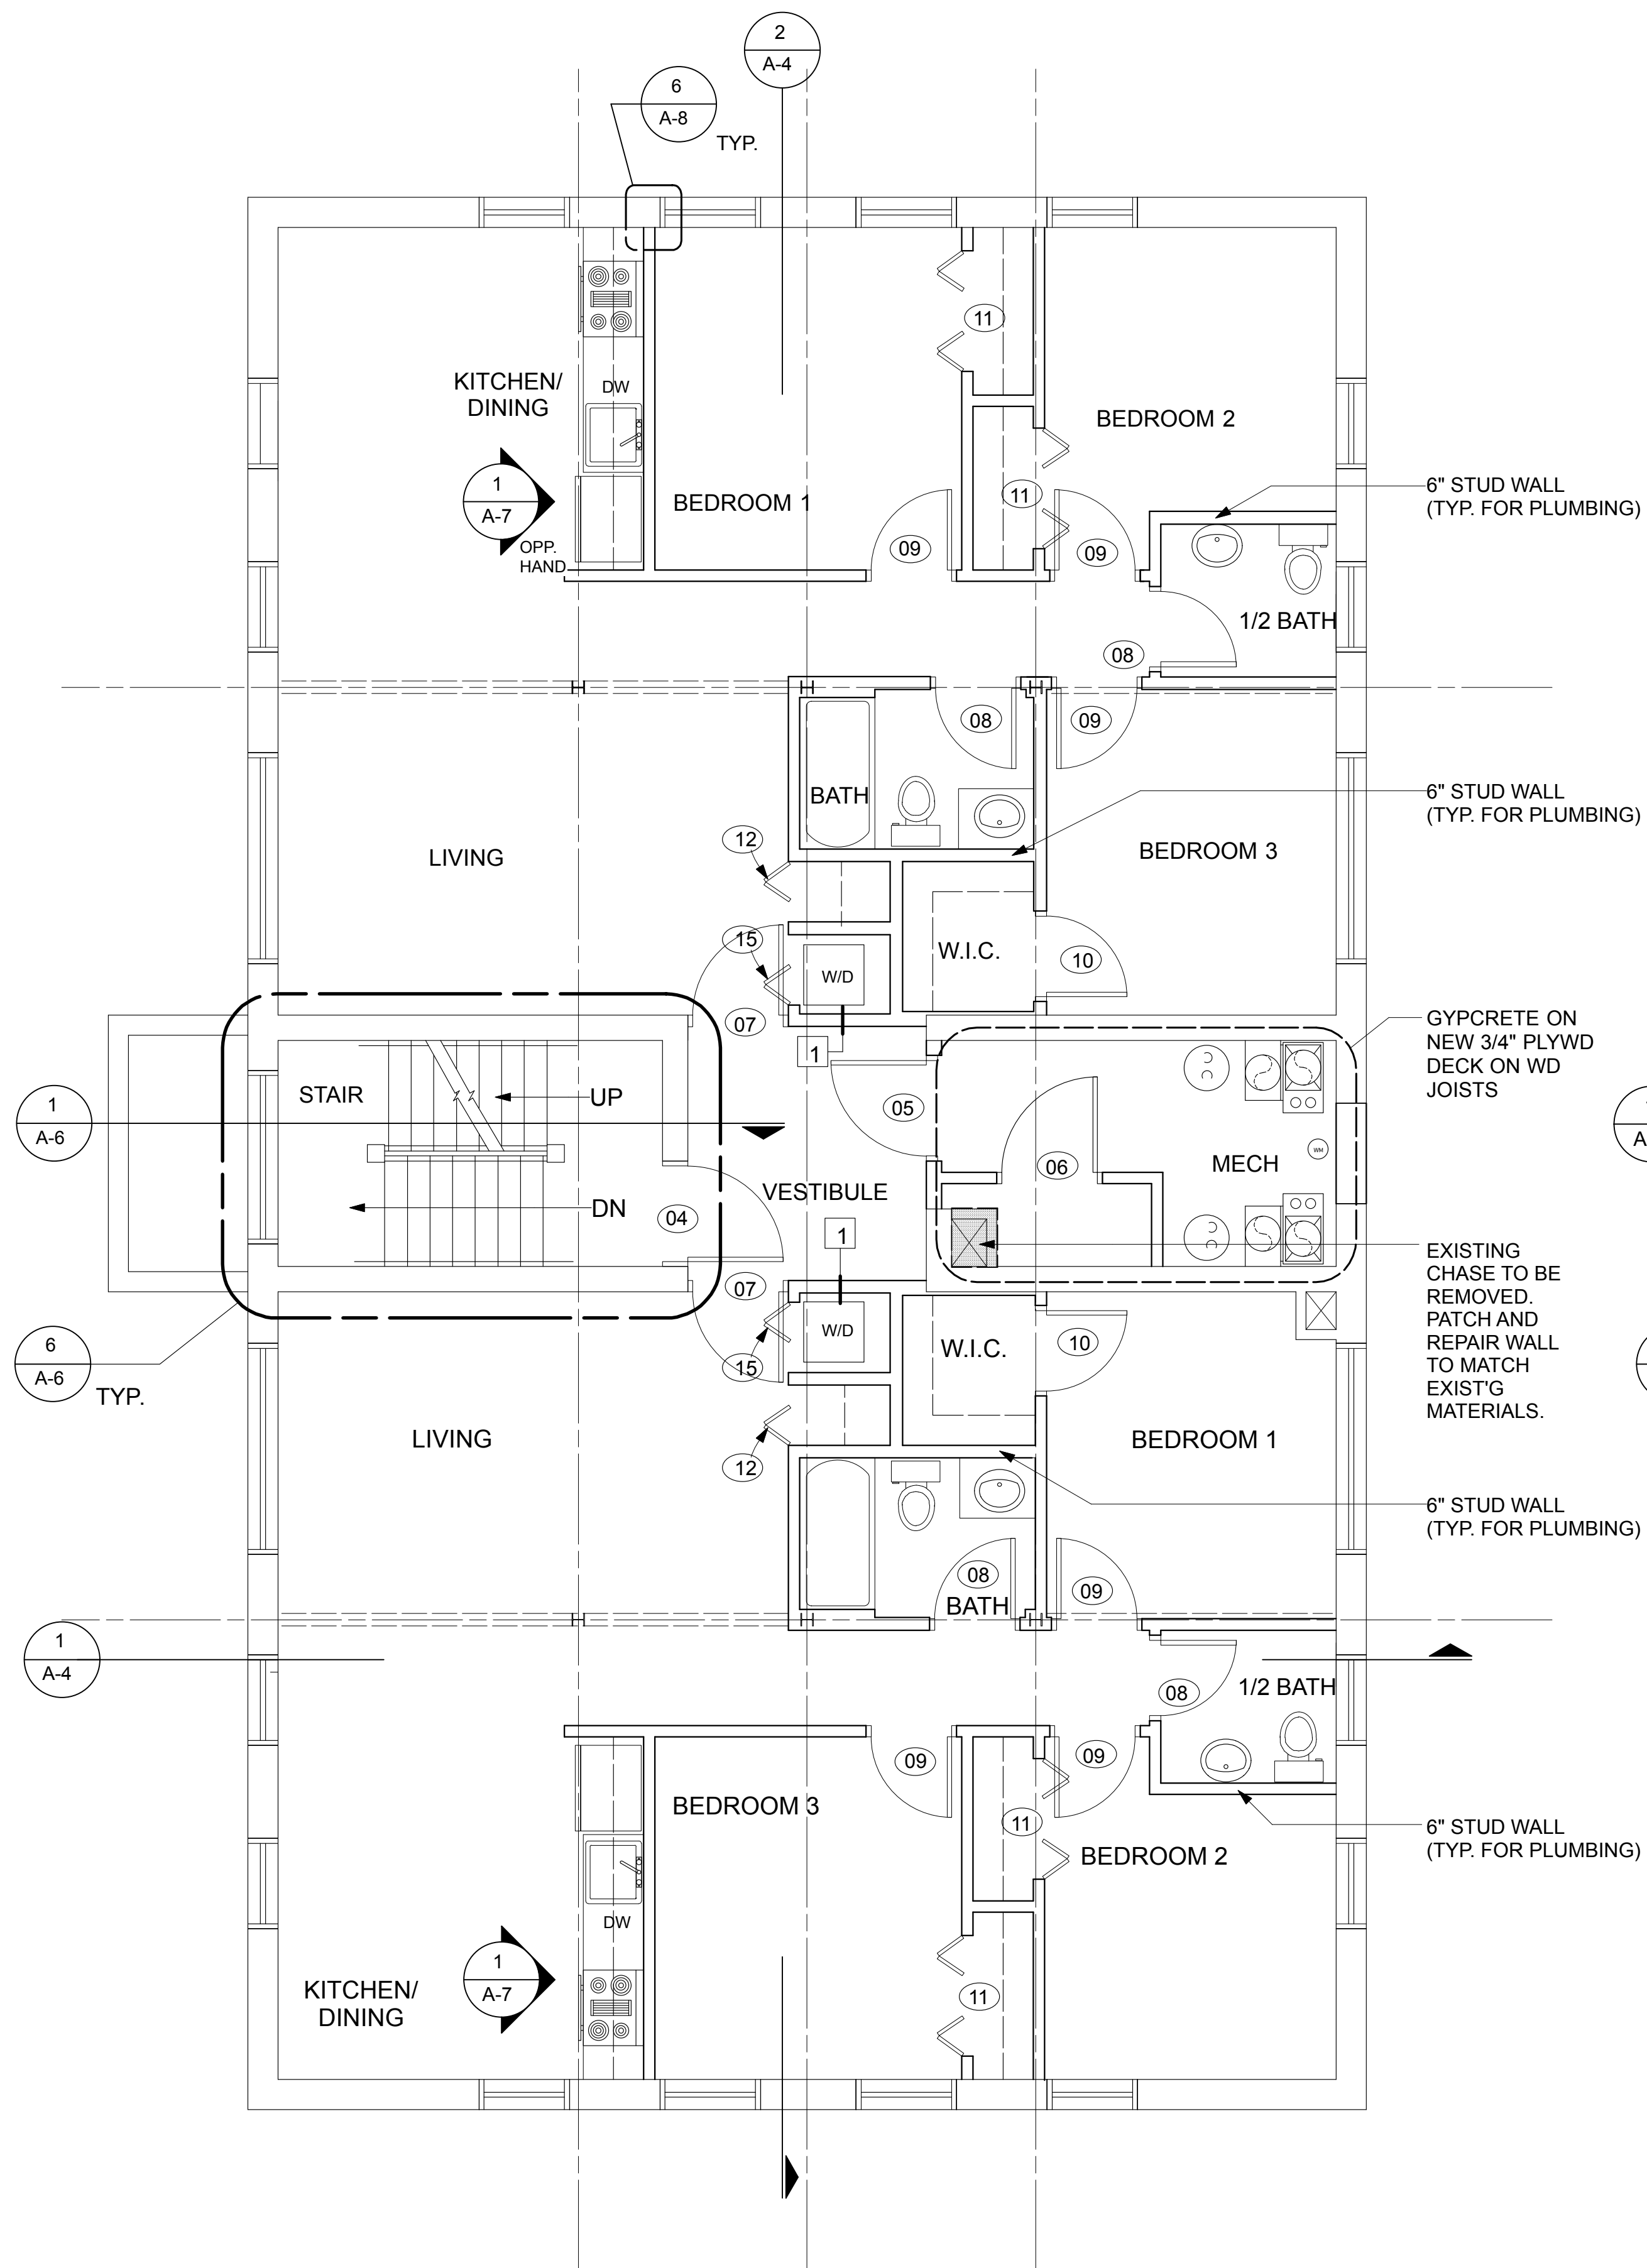 2
A-4
6
A-8
TYP.
11
KITCHEN/
DINING
DW
BEDROOM 2
1
A-7
OPP.
HAND
BEDROOM 1
11
6" STUD WALL
(TYP. FOR PLUMBING)
09
09
1/2 BATH
08
08
09
BATH
6" STUD WALL
(TYP. FOR PLUMBING)
12
LIVING
BEDROOM 3
15
W.I.C.
10
W/D
07
GYPCRETE ON
NEW 3/4" PLYWD
DECK ON WD
JOISTS
1
STAIR
UP
05
1
A-6
WM
06
MECH
VESTIBULE
DN
04
1
EXISTING
CHASE TO BE
REMOVED.
PATCH AND
REPAIR WALL
TO MATCH
EXIST'G
MATERIALS.
07
W/D
10
W.I.C.
6
A-6
TYP.
15
LIVING
BEDROOM 1
12
6" STUD WALL
(TYP. FOR PLUMBING)
08
BATH
09
1
A-4
1/2 BATH
08
09
09
BEDROOM 3
11
6" STUD WALL
(TYP. FOR PLUMBING)
BEDROOM 2
DW
1
A-7
KITCHEN/
DINING
11